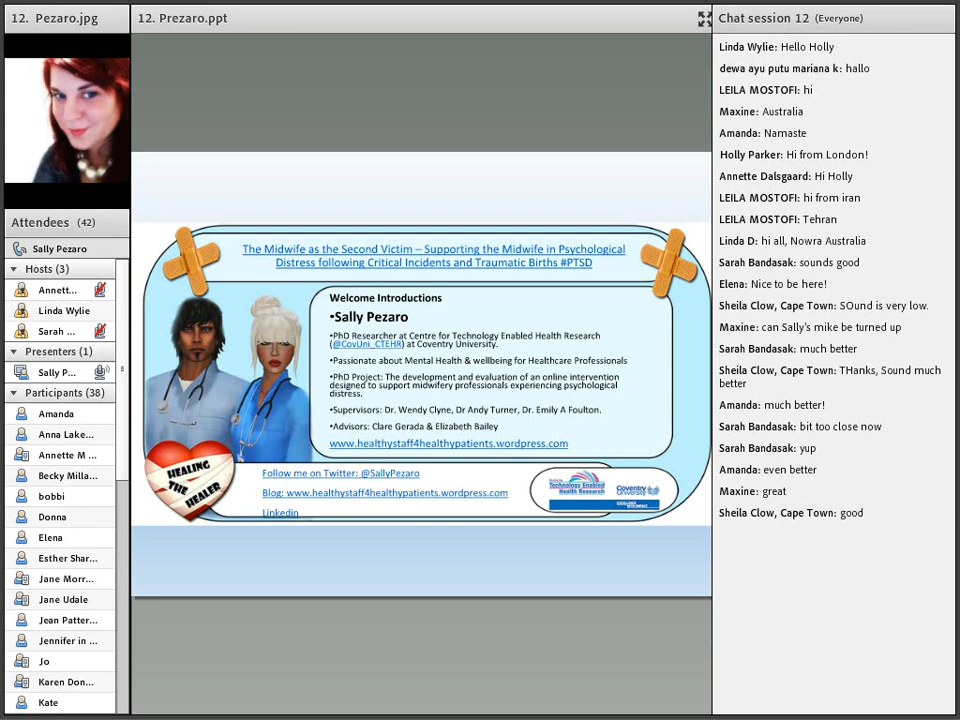 12. Pezaro.jpg
Attendees (42)
Sally Pezaro
Hosts (3)
Annett...
Linda Wylie
Sarah ...
Presenters (1)
Sally P...
Participants (38)
Amanda
Anna Lake...
Annette M ...
Becky Milla...
bobbi
Donna
Elena
Esther Shar...
Jane Morr...
Jane Udale
Jean Patter...
Jennifer in ...
Jo
Karen Don...
Kate
12. Prezaro.ppt
The Midwife as the Second Victim – Supporting the Midwife in Psychological
Distress following Critical Incidents and Traumatic Births #PTSD
Welcome Introductions
•Sally Pezaro
•PhD Researcher at Centre for Technology Enabled Health Research
(@CovUni_CTEHR) at Coventry University.
•Passionate about Mental Health & wellbeing for Healthcare Professionals
•PhD Project: The development and evaluation of an online intervention
designed to support midwifery professionals experiencing psychological
distress.
•Supervisors: Dr. Wendy Clyne, Dr Andy Turner, Dr. Emily A Foulton.
•Advisors: Clare Gerada & Elizabeth Bailey
www.healthystaff4healthypatients.wordpress.com
HEALING
THE
HEALER
Follow me on Twitter: @SallyPezaro
Blog: www.healthystaff4healthypatients.wordpress.com
Linkedin
Technology Enabled
Health Research
Coventry
University
Chat session 12 (Everyone)
Linda Wylie: Hello Holly
dewa ayu putu mariana k: hallo
LEILA MOSTOFI: hi
Maxine: Australia
Amanda: Namaste
Holly Parker: Hi from London!
Annette Dalsgaard: Hi Holly
LEILA MOSTOFI: hi from iran
LEILA MOSTOFI: Tehran
Linda D: hi all, Nowra Australia
Sarah Bandasak: sounds good
Elena: Nice to be here!
Sheila Clow, Cape Town: SOund is very low.
Maxine: can Sally's mike be turned up
Sarah Bandasak: much better
Sheila Clow, Cape Town: THanks, Sound much
better
Amanda: much better!
Sarah Bandasak: bit too close now
Sarah Bandasak: yup
Amanda: even better
Maxine: great
Sheila Clow, Cape Town: good